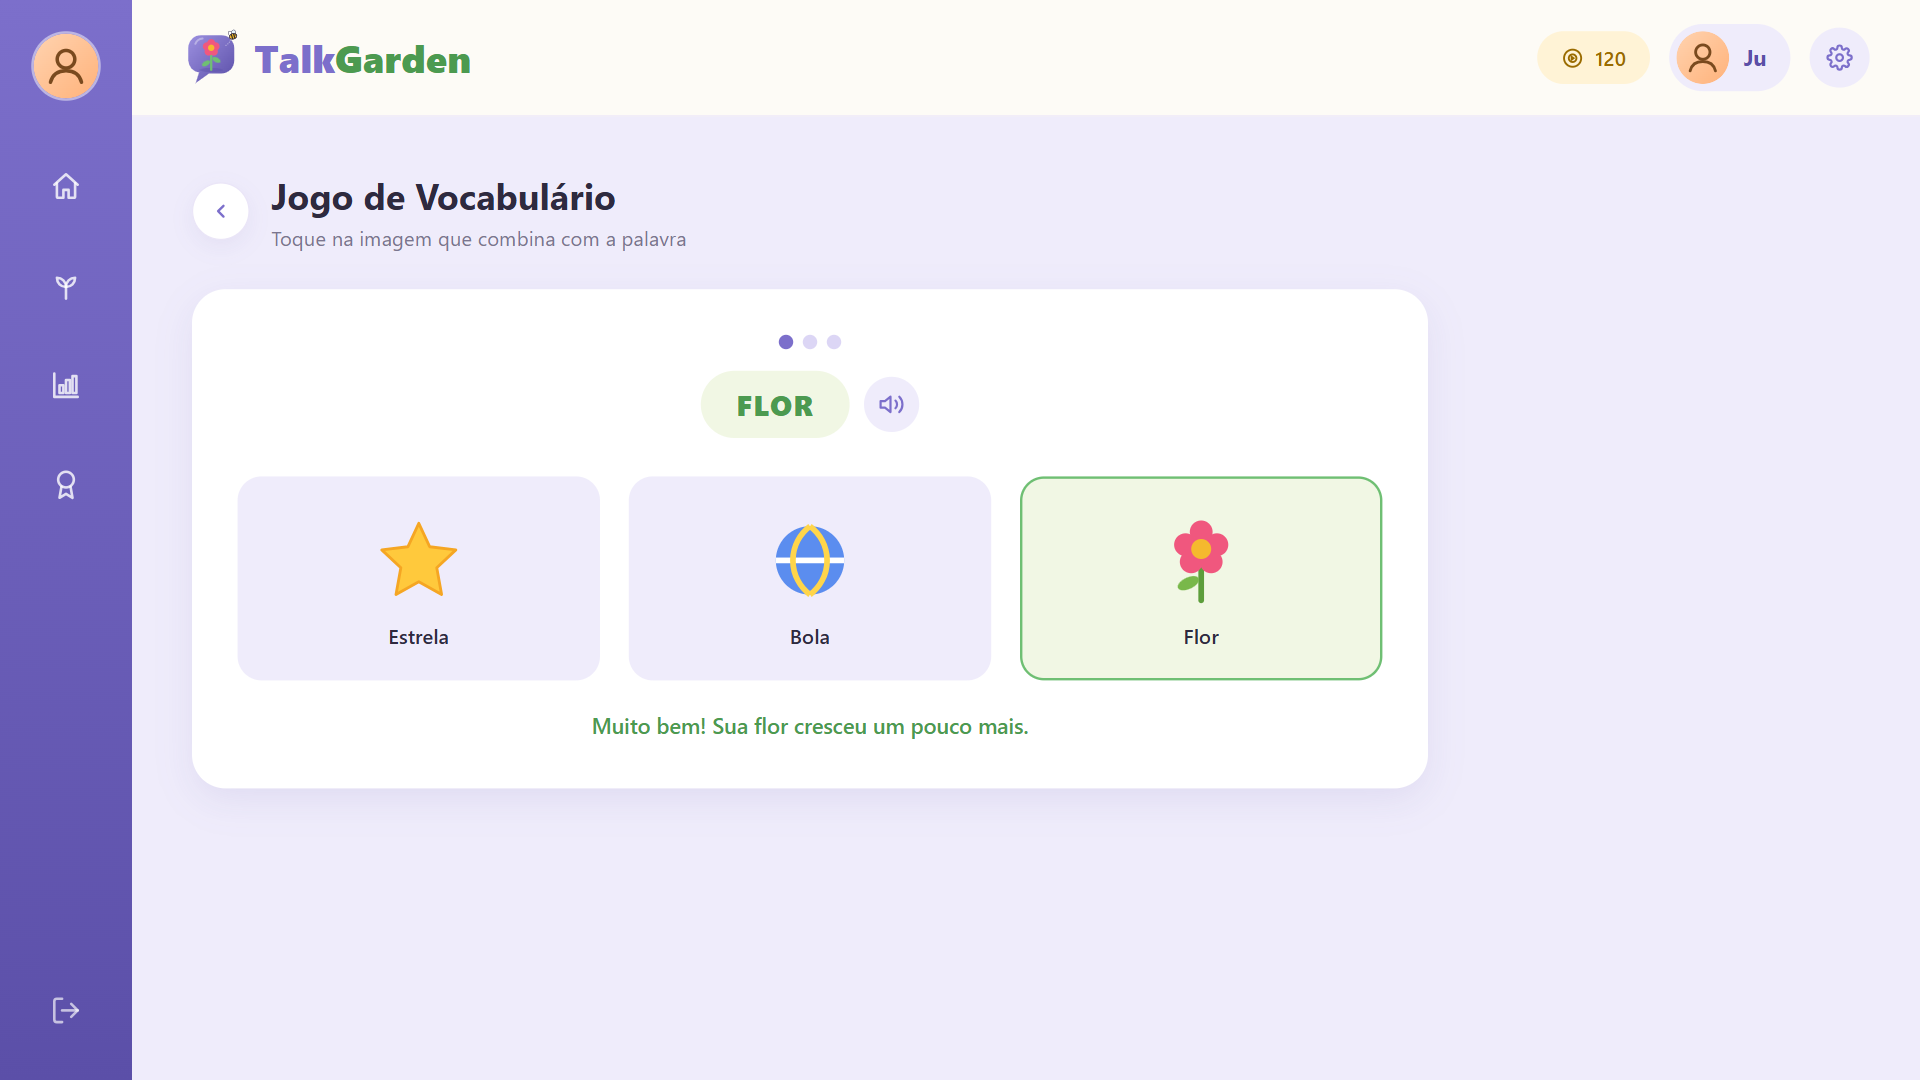 TalkGarden
120
Ju
Jogo de Vocabulário
Toque na imagem que combina com a palavra
FLOR
Estrela
Bola
Flor
Muito bem! Sua flor cresceu um pouco mais.